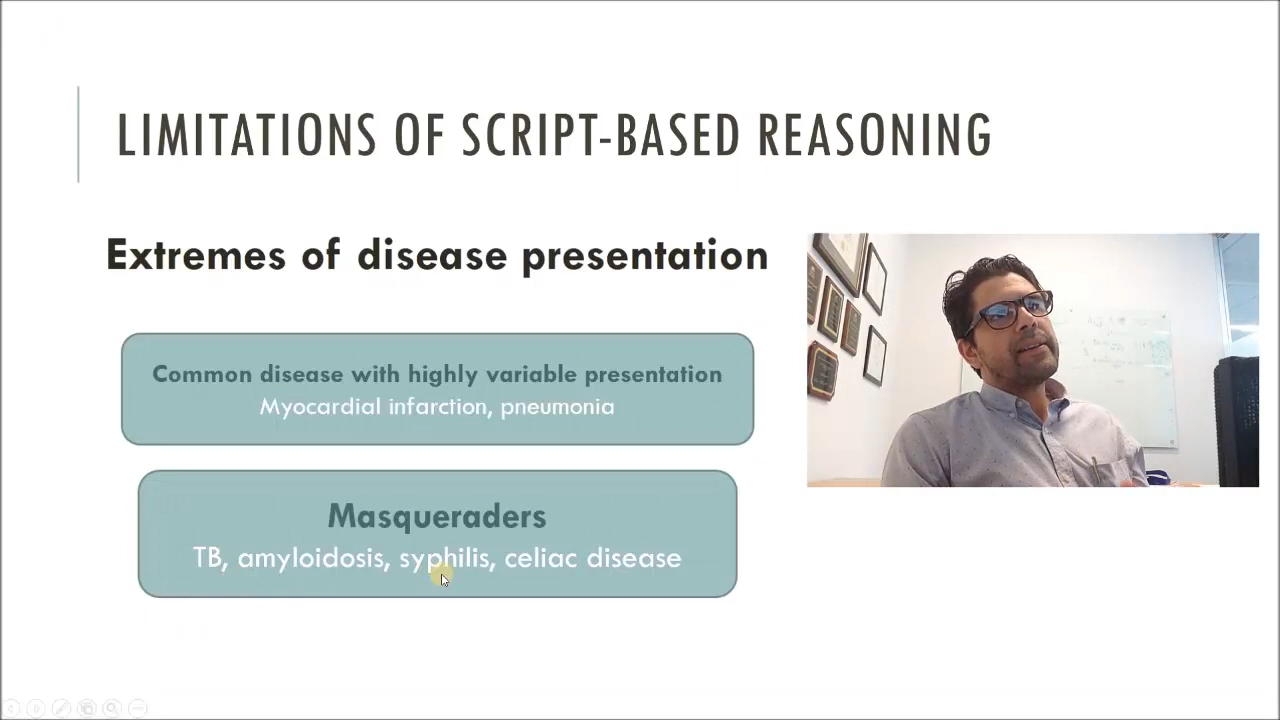 LIMITATIONS OF SCRIPT-BASED REASONING
Extremes of disease presentation
Common disease with highly variable presentation
Myocardial infarction, pneumonia
Masqueraders
TB, amyloidosis, syphilis, celiac disease